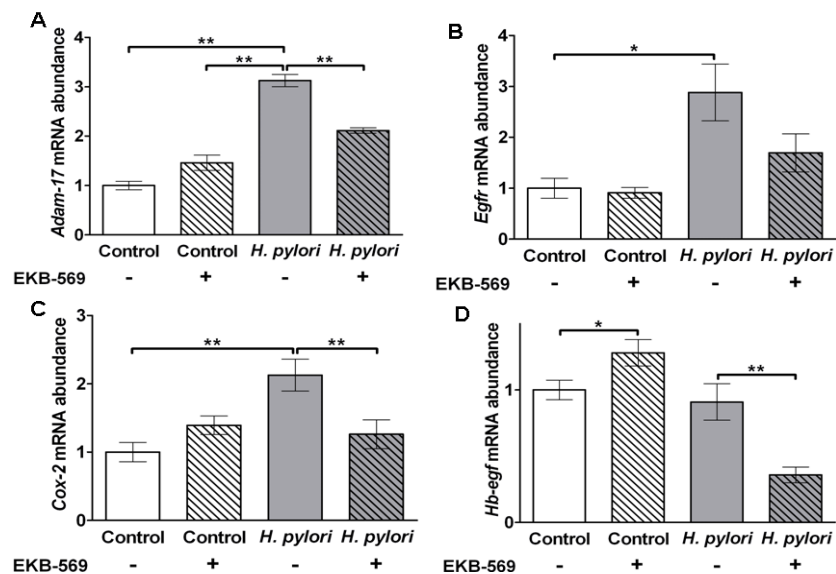 A
Adam-17 mRNA abundance
4
3
2
1
0
**
** **
Control Control H. pylori H. pylori
EKB-569 - + - +
B
Egfr mRNA abundance
4
3
2
1
0
*
Control Control H. pylori H. pylori
EKB-569 - + - +
C
Cox-2 mRNA abundance
3
2
1
0
** **
Control Control H. pylori H. pylori
EKB-569 - + - +
D
Hb-egf mRNA abundance
1
0
*
**
Control Control H. pylori H. pylori
EKB-569 - + - +